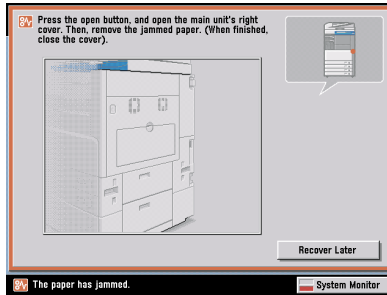 Press the open button, and open the main unit's right
cover. Then, remove the jammed paper. (When finished,
close the cover).
Recover Later
The paper has jammed.
System Monitor